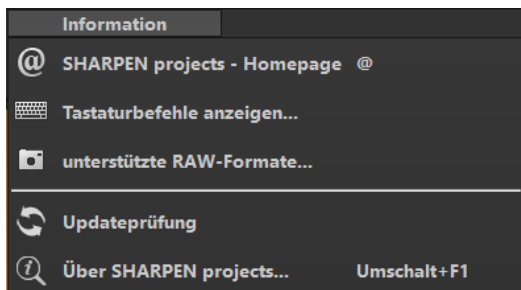 Information
SHARPEN projects - Homepage @
Tastaturbefehle anzeigen...
unterstützte RAW-Formate...
Updateprüfung
Über SHARPEN projects... Umschalt+F1